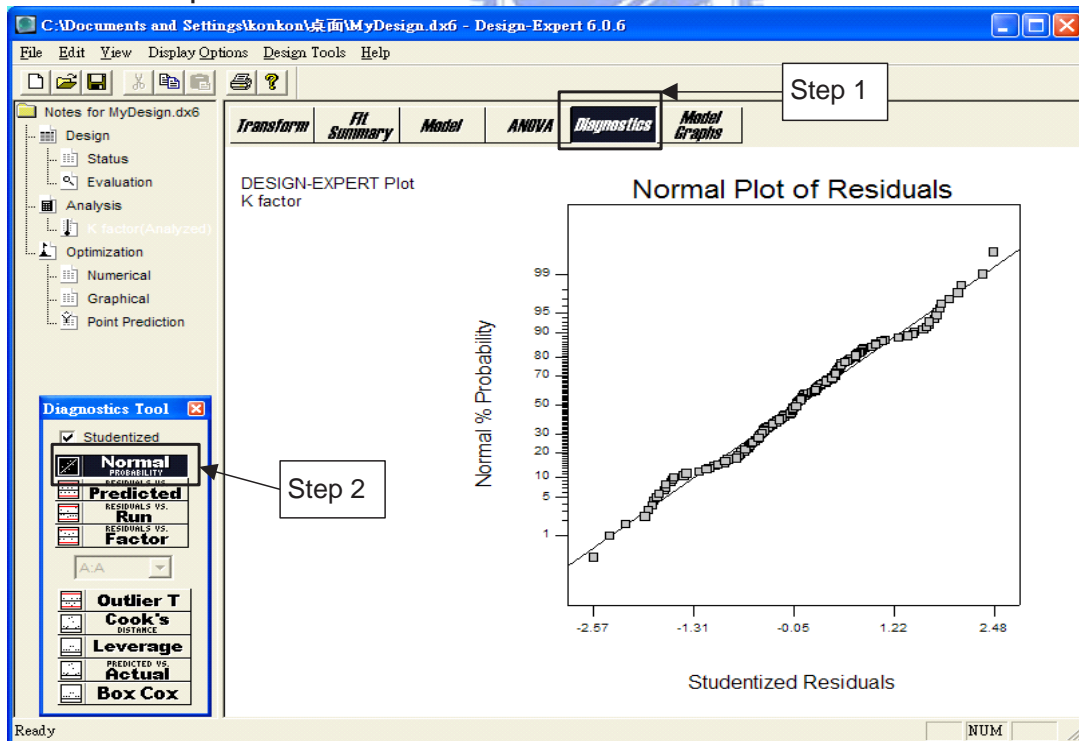 C:\Documents and Settings\konkon\桌面\MyDesign.dx6 - Design-Expert 6.0.6
File Edit View Display Options Design Tools Help
Step 1
Notes for MyDesign.dx6
Design
Status
Evaluation
Analysis
K factor(Analyzed)
Optimization
Numerical
Graphical
Point Prediction
Transform
Fit
Summary
Model
ANOVA
Diagnostics
Model
Graphs
DESIGN-EXPERT Plot
K factor
Normal Plot of Residuals
Normal % Probability
99
95
90
80
70
50
30
20
10
5
1
-2.57 -1.31 -0.05 1.22 2.48
Studentized Residuals
Diagnostics Tool
Studentized
Normal
PROBABILITY
RESIDUALS VS.
Predicted
RESIDUALS VS.
Run
RESIDUALS VS.
Factor
A:A
Outlier T
Cook's
DISTANCE
Leverage
PREDICTED VS.
Actual
Box Cox
Step 2
Ready
NUM